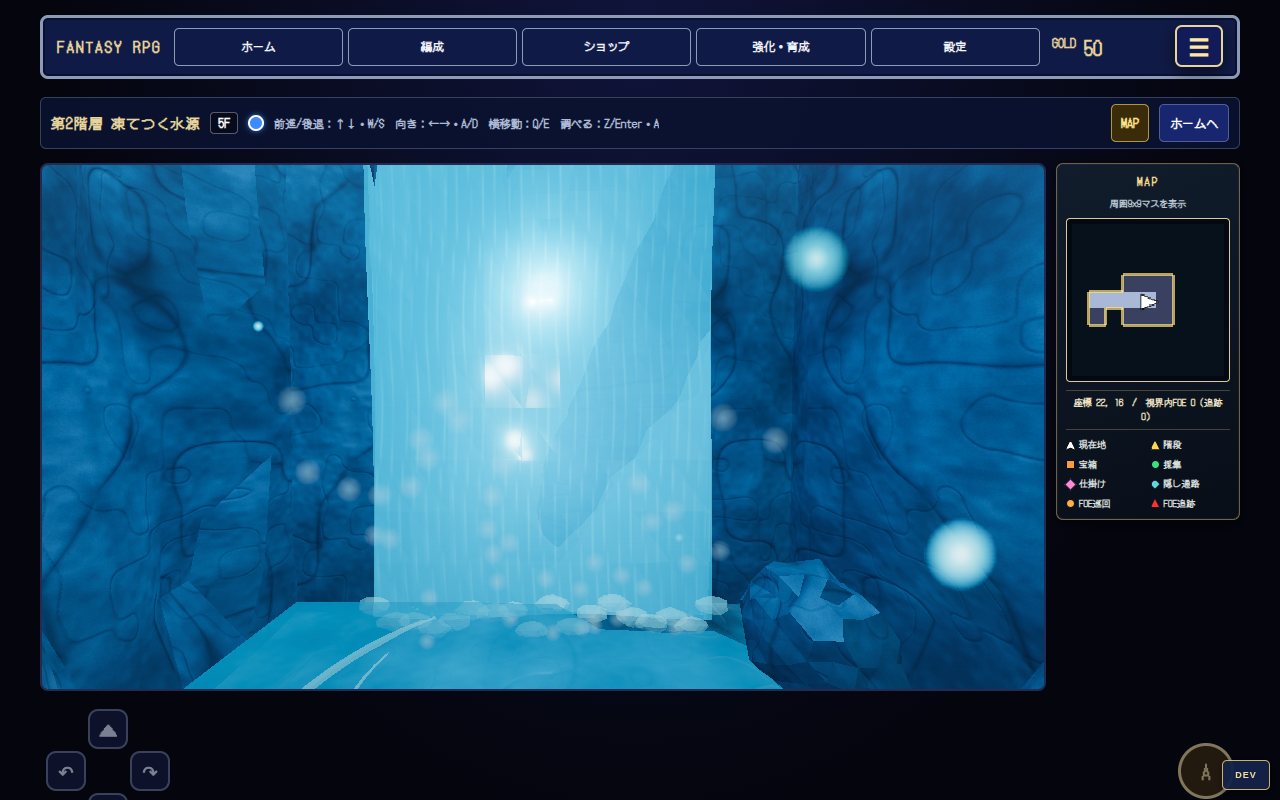 FANTASY RPG ホーム 編成 ショップ 強化・育成 設定 GOLD 50
第2階層 凍てつく水源 5F 前進/後退：↑↓・W/S 向き：←→・A/D 横移動：Q/E 調べる：Z/Enter・A MAP ホームへ
MAP
周囲9x9マスを表示
座標 22, 16 / 視界内FOE 0（追跡
0）
現在地 階段
宝箱 採集
仕掛け 隠し通路
FOE巡回 FOE追跡
A DEV